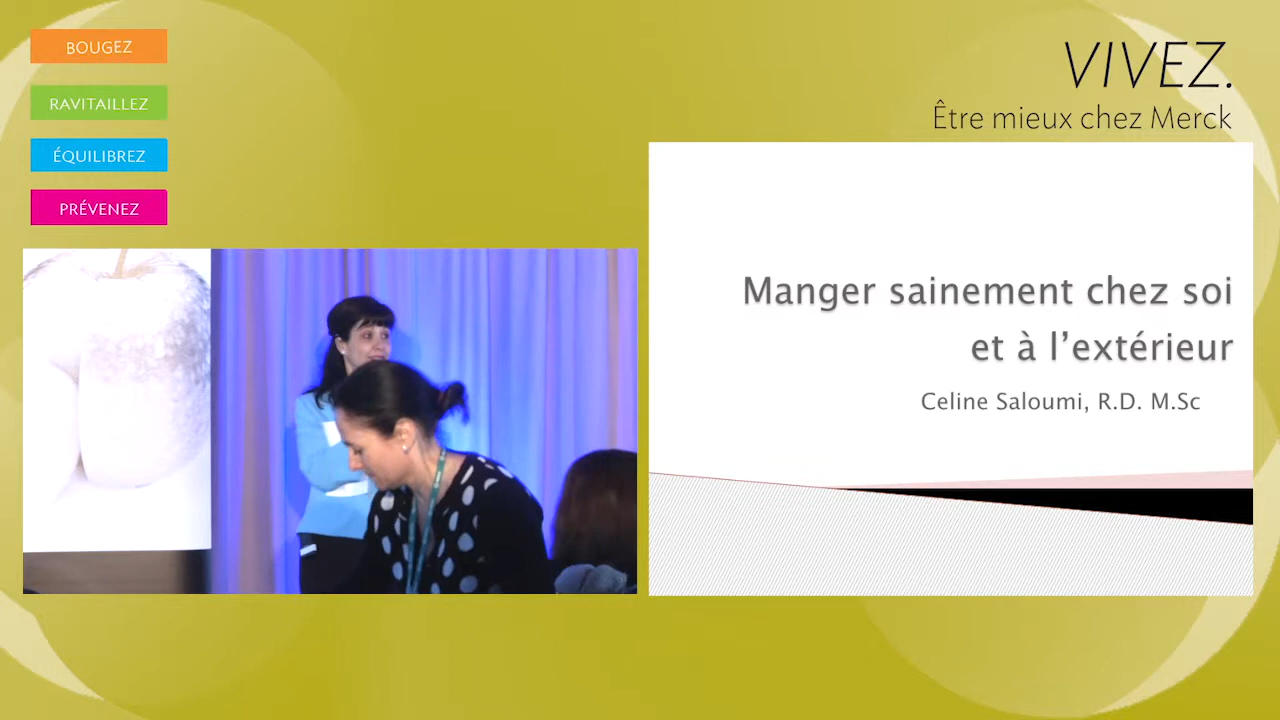 BOUGEZ
RAVITAILLEZ
ÉQUILIBREZ
PRÉVENEZ
VIVEZ.
Être mieux chez Merck
Manger sainement chez soi
et à l'extérieur
Celine Saloumi, R.D. M.Sc